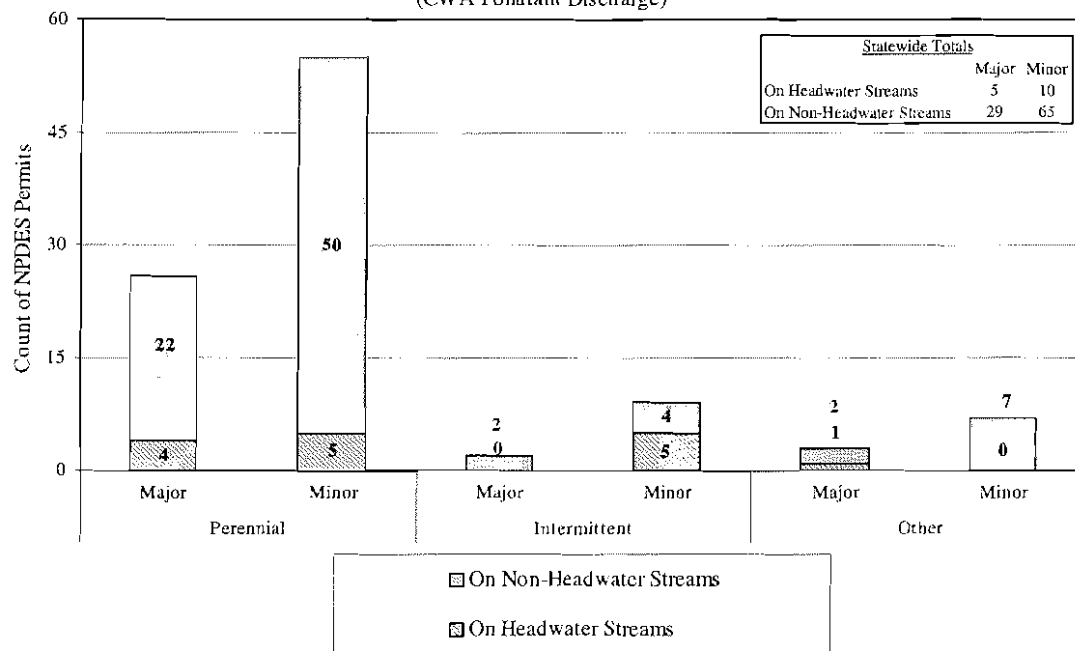 (CWA Pollutant Discharge)
60
45
30
15
0
Count of NPDES Permits
Statewide Totals
Major Minor
On Headwater Streams 5 10
On Non-Headwater Streams 29 65
22
4
50
5
2
0
4
5
2
1
7
0
Major Minor Major Minor Major Minor
Perennial Intermittent Other
On Non-Headwater Streams
On Headwater Streams